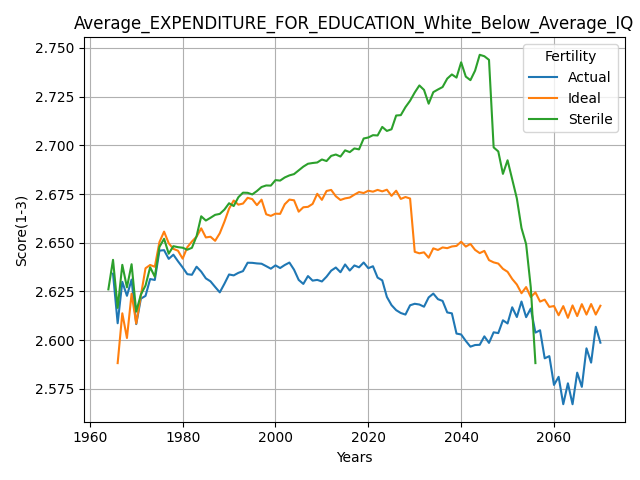 Average_EXPENDITURE_FOR_EDUCATION_White_Below_Average_IQ
Fertility
Actual
Ideal
Sterile
Score(1-3)
2.750
2.725
2.700
2.675
2.650
2.625
2.600
2.575
1960 1980 2000 2020 2040 2060
Years